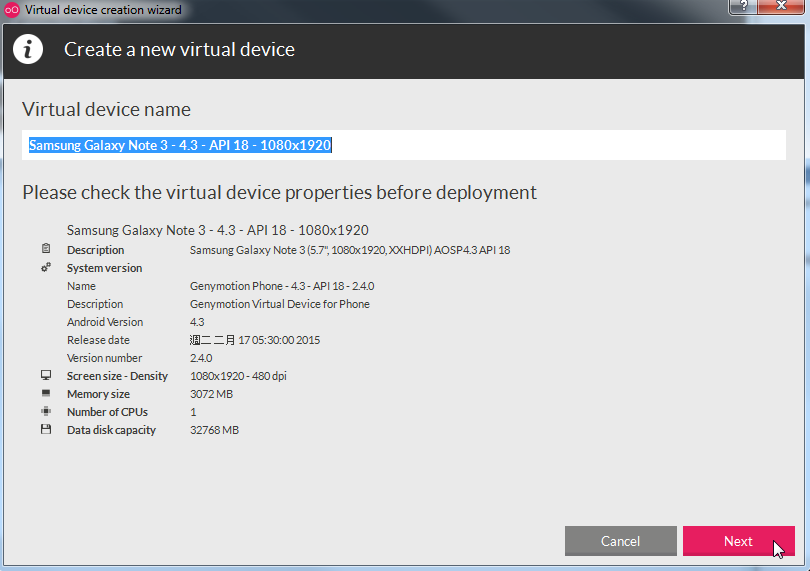 Virtual device creation wizard
Create a new virtual device
Virtual device name
Samsung Galaxy Note 3 - 4.3 - API 18 - 1080x1920
Please check the virtual device properties before deployment
Samsung Galaxy Note 3 - 4.3 - API 18 - 1080x1920
Description Samsung Galaxy Note 3 (5.7", 1080x1920, XXHDPI) AOSP4.3 API 18
System version
Name Genymotion Phone - 4.3 - API 18 - 2.4.0
Description Genymotion Virtual Device for Phone
Android Version 4.3
Release date 週二 二月 17 05:30:00 2015
Version number 2.4.0
Screen size - Density 1080x1920 - 480 dpi
Memory size 3072 MB
Number of CPUs 1
Data disk capacity 32768 MB
Cancel Next